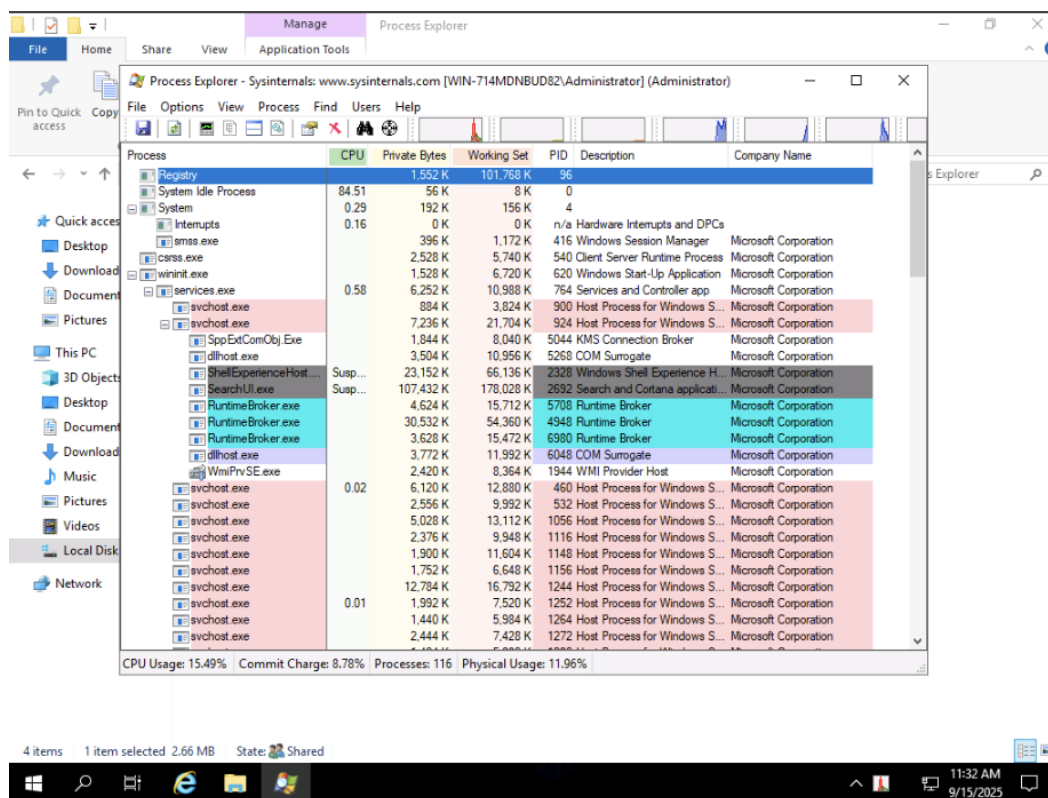 Manage
Process Explorer
File Home Share View Application Tools
Pin to Quick access
Copy
Process Explorer - Sysinternals: www.sysinternals.com [WIN-714MDNBUD82\Administrator] (Administrator)
File Options View Process Find Users Help
Process CPU Private Bytes Working Set PID Description Company Name
Registry 1,552 K 101,768 K 96
System Idle Process 84.51 56 K 8 K 0
System 0.29 192 K 156 K 4
Interrupts 0.16 0 K 0 K n/a Hardware Interrupts and DPCs
smss.exe 396 K 1,172 K 416 Windows Session Manager Microsoft Corporation
csrss.exe 2,528 K 5,740 K 540 Client Server Runtime Process Microsoft Corporation
wininit.exe 1,528 K 6,720 K 620 Windows Start-Up Application Microsoft Corporation
services.exe 0.58 6,252 K 10,988 K 764 Services and Controller app Microsoft Corporation
svchost.exe 884 K 3,824 K 900 Host Process for Windows S... Microsoft Corporation
svchost.exe 7,236 K 21,704 K 924 Host Process for Windows S... Microsoft Corporation
SppExtComObj.Exe 1,844 K 8,040 K 5044 KMS Connection Broker Microsoft Corporation
dllhost.exe 3,504 K 10,956 K 5268 COM Surrogate Microsoft Corporation
ShellExperienceHost.... Susp... 23,152 K 66,136 K 2328 Windows Shell Experience H... Microsoft Corporation
SearchUI.exe Susp... 107,432 K 178,028 K 2692 Search and Cortana applicati... Microsoft Corporation
RuntimeBroker.exe 4,624 K 15,712 K 5708 Runtime Broker Microsoft Corporation
RuntimeBroker.exe 30,532 K 54,360 K 4948 Runtime Broker Microsoft Corporation
RuntimeBroker.exe 3,628 K 15,472 K 6980 Runtime Broker Microsoft Corporation
dllhost.exe 3,772 K 11,992 K 6048 COM Surrogate Microsoft Corporation
WmiPrvSE.exe 2,420 K 8,364 K 1944 WMI Provider Host Microsoft Corporation
svchost.exe 0.02 6,120 K 12,880 K 460 Host Process for Windows S... Microsoft Corporation
svchost.exe 2,556 K 9,992 K 532 Host Process for Windows S... Microsoft Corporation
svchost.exe 5,028 K 13,112 K 1056 Host Process for Windows S... Microsoft Corporation
svchost.exe 2,376 K 9,948 K 1116 Host Process for Windows S... Microsoft Corporation
svchost.exe 1,900 K 11,604 K 1148 Host Process for Windows S... Microsoft Corporation
svchost.exe 1,752 K 6,648 K 1156 Host Process for Windows S... Microsoft Corporation
svchost.exe 12,784 K 16,792 K 1244 Host Process for Windows S... Microsoft Corporation
svchost.exe 0.01 1,992 K 7,520 K 1252 Host Process for Windows S... Microsoft Corporation
svchost.exe 1,440 K 5,984 K 1264 Host Process for Windows S... Microsoft Corporation
svchost.exe 2,444 K 7,428 K 1272 Host Process for Windows S... Microsoft Corporation
CPU Usage: 15.49% Commit Charge: 8.78% Processes: 116 Physical Usage: 11.96%
s Explorer
Quick acces
Desktop
Download
Document
Pictures
This PC
3D Objects
Desktop
Document
Download
Music
Pictures
Videos
Local Disk
Network
4 items 1 item selected 2.66 MB State: Shared
11:32 AM
9/15/2025